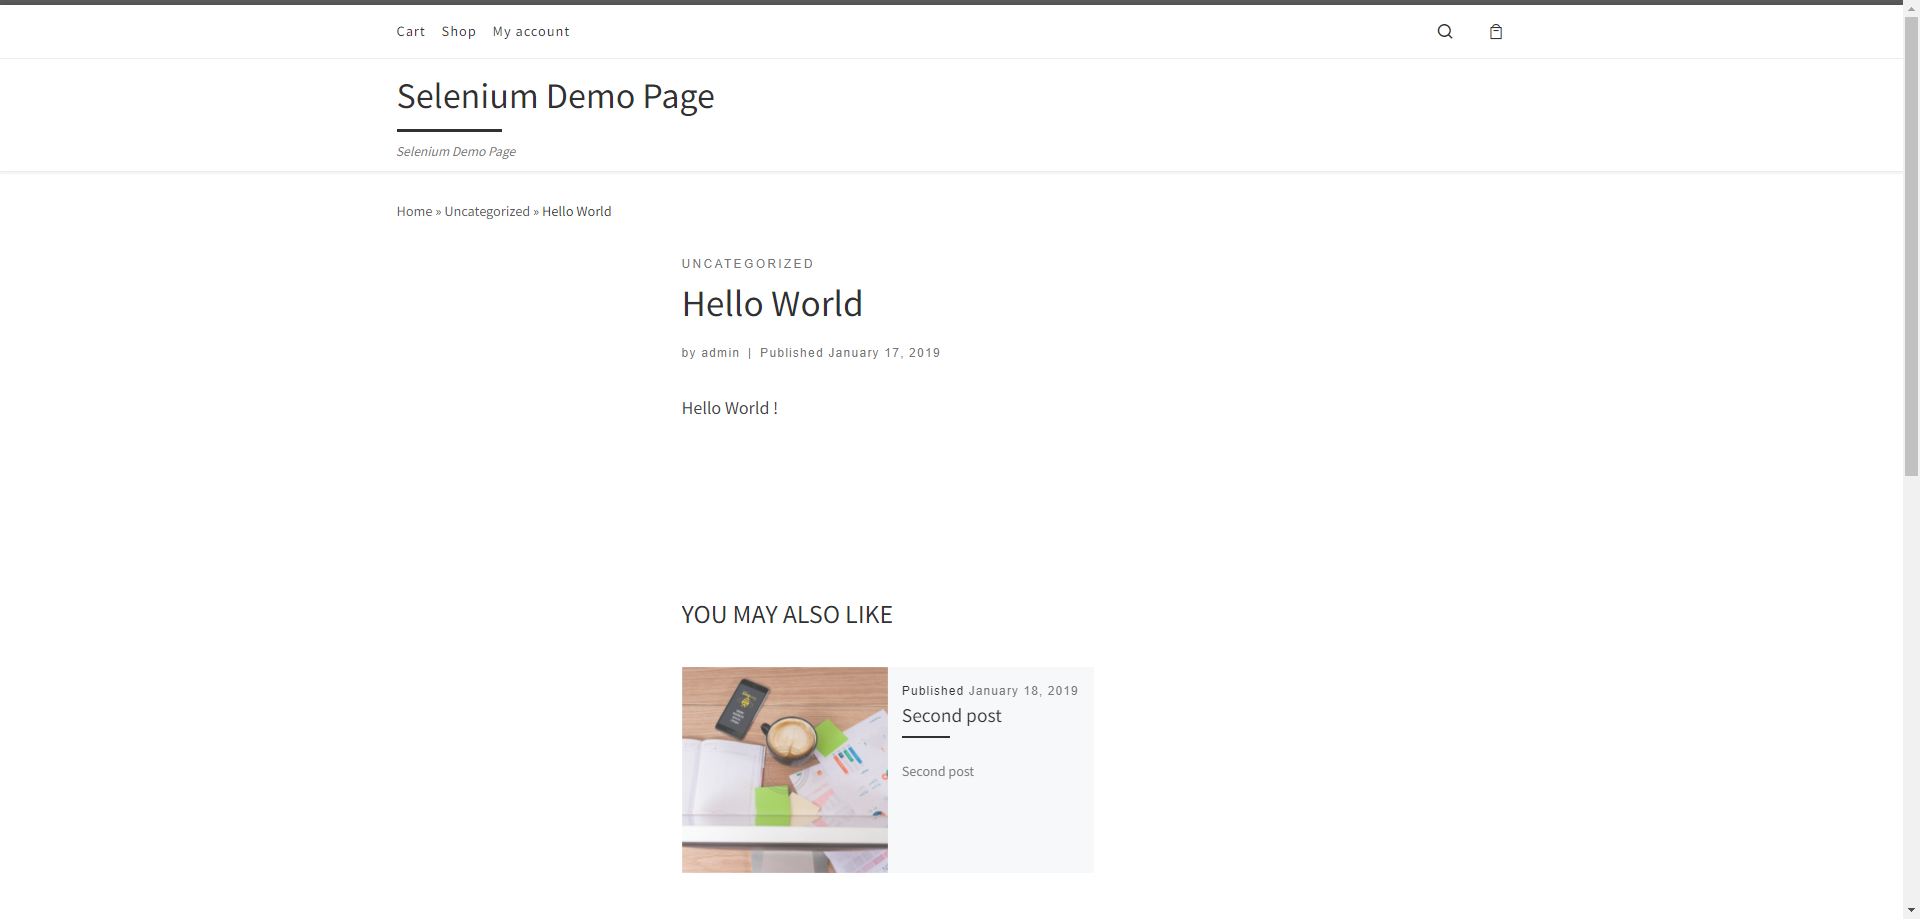 Cart Shop My account
Selenium Demo Page
Selenium Demo Page
Home » Uncategorized » Hello World
UNCATEGORIZED
Hello World
by admin | Published January 17, 2019
Hello World !
YOU MAY ALSO LIKE
Published January 18, 2019
Second post
Second post